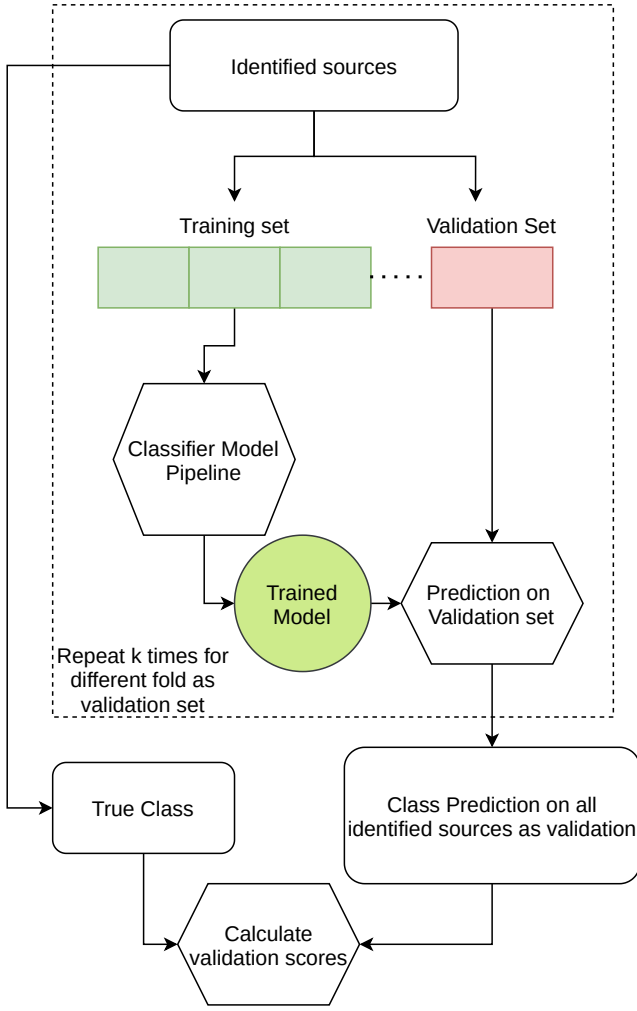 Identified sources
Training set
Validation Set
Classifier Model
Pipeline
Trained
Model
Prediction on
Validation set
Repeat k times for
different fold as
validation set
True Class
Class Prediction on all
identified sources as validation
Calculate
validation scores